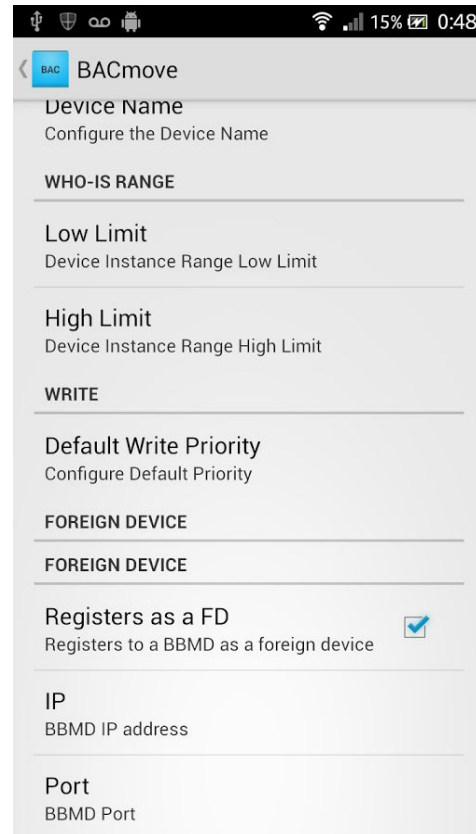 15% 0:48
BAC BACmove
Device Name
Configure the Device Name
WHO-IS RANGE
Low Limit
Device Instance Range Low Limit
High Limit
Device Instance Range High Limit
WRITE
Default Write Priority
Configure Default Priority
FOREIGN DEVICE
FOREIGN DEVICE
Registers as a FD
Registers to a BBMD as a foreign device
IP
BBMD IP address
Port
BBMD Port